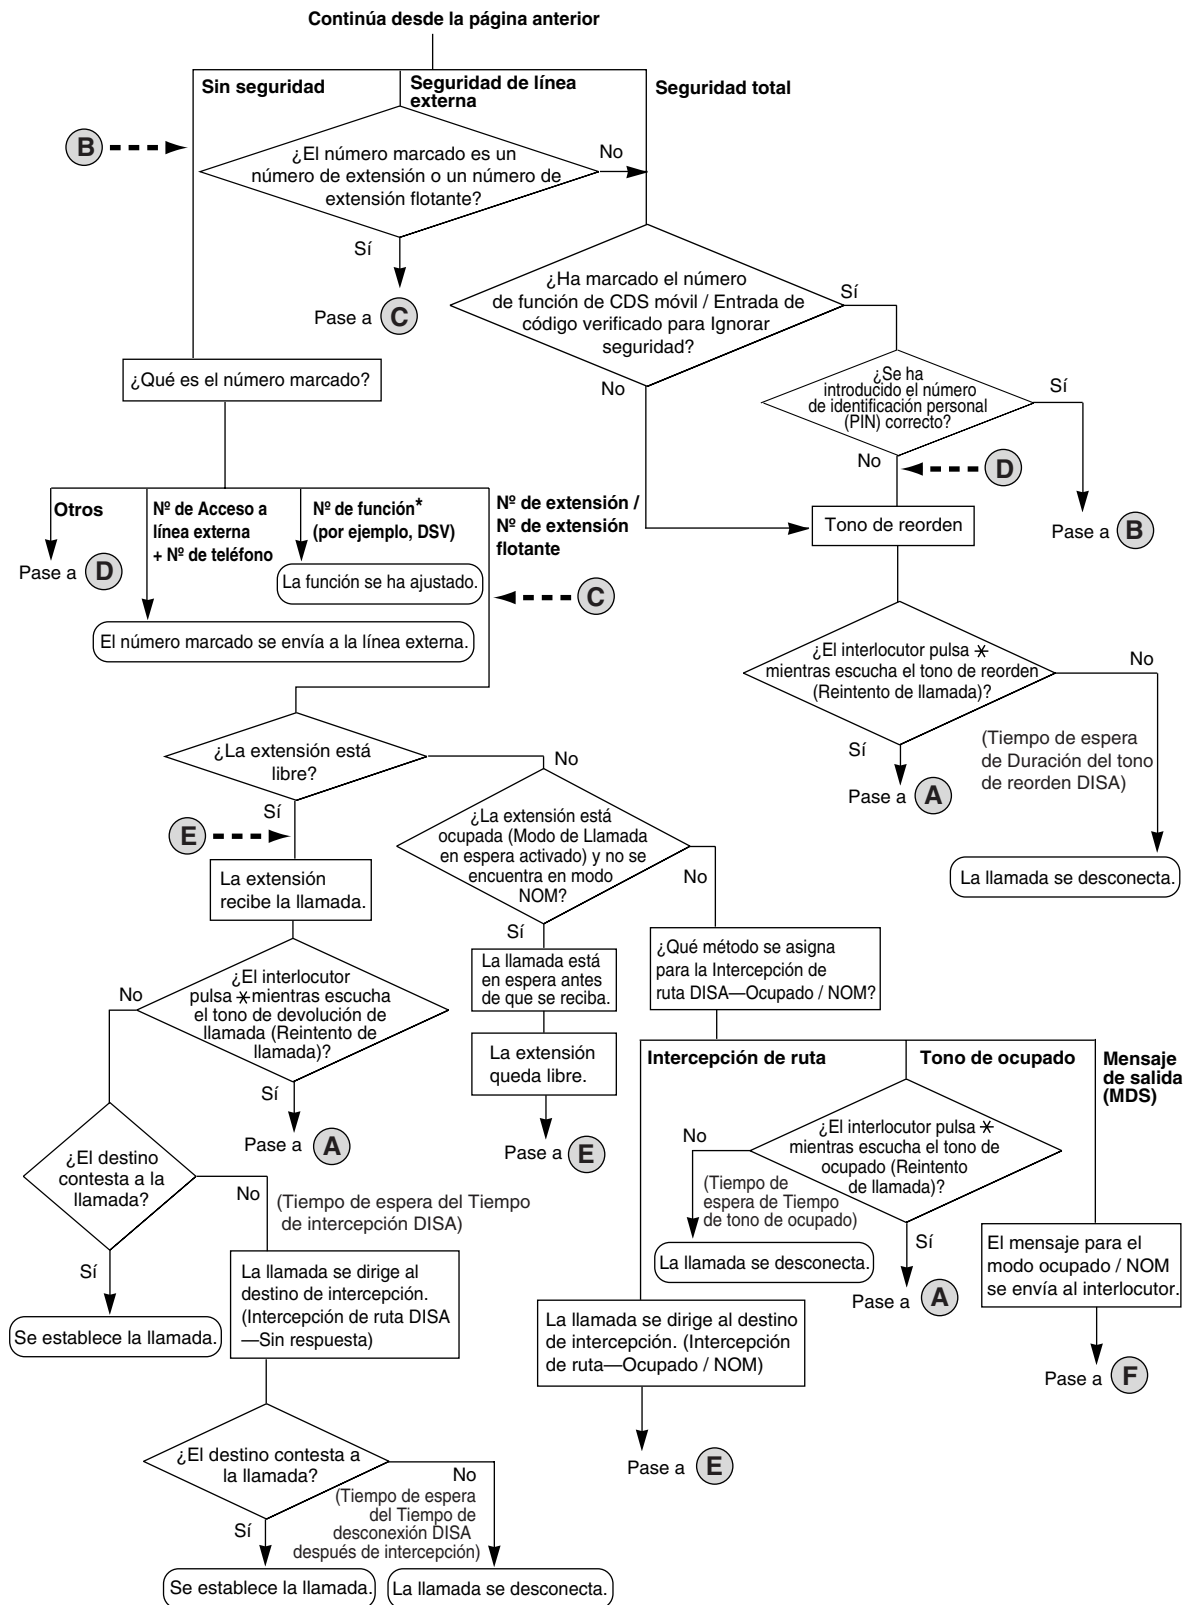 Continúa desde la página anterior
Sin seguridad
Seguridad de línea
externa
Seguridad total
B
¿El número marcado es un
número de extensión o un número de
extensión flotante?
No
Sí
Pase a C
¿Ha marcado el número
de función de CDS móvil / Entrada de
código verificado para Ignorar
seguridad?
Sí
No
¿Qué es el número marcado?
¿Se ha
introducido el número
de identificación personal
(PIN) correcto?
Sí
No
D
Pase a B
Tono de reorden
Otros
Pase a D
Nº de Acceso a
línea externa
+ Nº de teléfono
Nº de función*
(por ejemplo, DSV)
Nº de extensión /
Nº de extensión
flotante
La función se ha ajustado.
C
El número marcado se envía a la línea externa.
¿El interlocutor pulsa *
mientras escucha el tono de reorden
(Reintento de llamada)?
No
Sí
Pase a A
(Tiempo de espera
de Duración del tono
de reorden DISA)
La llamada se desconecta.
¿La extensión está
libre?
No
Sí
E
La extensión
recibe la llamada.
¿La extensión está
ocupada (Modo de Llamada
en espera activado) y no se
encuentra en modo
NOM?
No
Sí
La llamada está
en espera antes
de que se reciba.
La extensión
queda libre.
Pase a E
¿Qué método se asigna
para la Intercepción de
ruta DISA—Ocupado / NOM?
¿El interlocutor
pulsa * mientras escucha
el tono de devolución de
llamada (Reintento de
llamada)?
No
Sí
Pase a A
Intercepción de ruta
Tono de ocupado
Mensaje
de salida
(MDS)
¿El interlocutor pulsa *
mientras escucha el tono de
ocupado (Reintento
de llamada)?
No
(Tiempo de
espera de Tiempo
de tono de ocupado)
La llamada se desconecta.
Sí
Pase a A
El mensaje para el
modo ocupado / NOM
se envía al interlocutor.
Pase a F
¿El destino
contesta a la
llamada?
No
(Tiempo de espera del Tiempo
de intercepción DISA)
Sí
Se establece la llamada.
La llamada se dirige al
destino de intercepción.
(Intercepción de ruta DISA
—Sin respuesta)
La llamada se dirige al destino
de intercepción. (Intercepción
de ruta—Ocupado / NOM)
Pase a E
¿El destino contesta a
la llamada?
No
(Tiempo de espera
del Tiempo de
desconexión DISA
después de intercepción)
Sí
Se establece la llamada.
La llamada se desconecta.